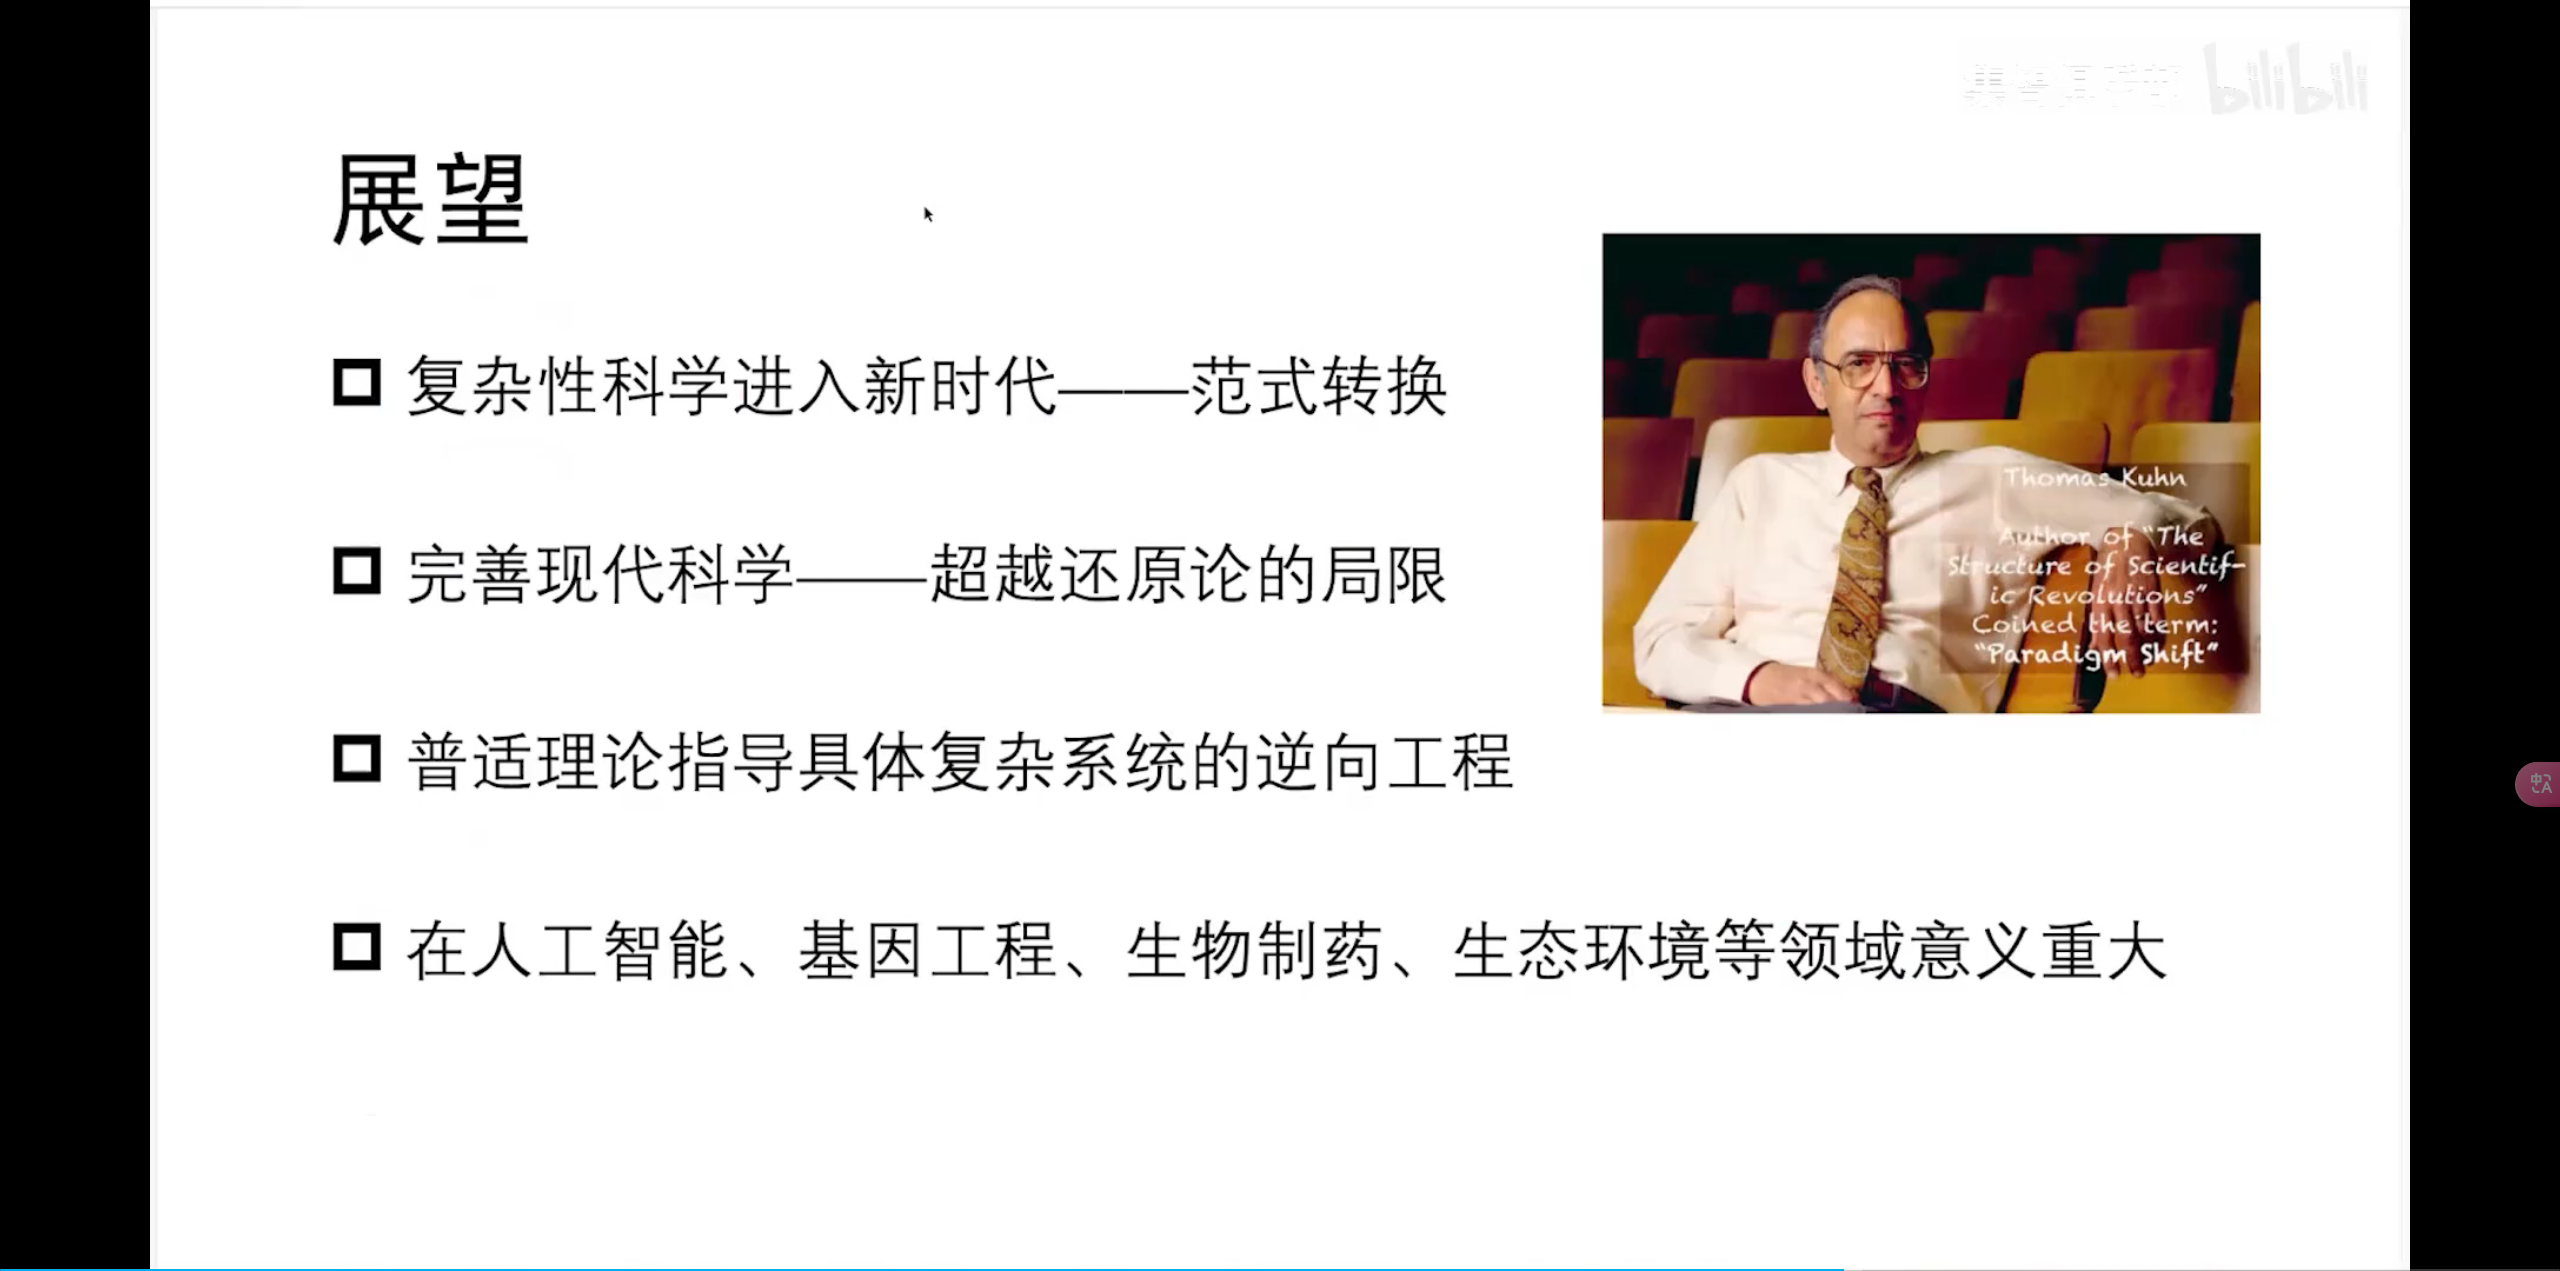 bilibili
展望
复杂性科学进入新时代——范式转换
完善现代科学——超越还原论的局限
普适理论指导具体复杂系统的逆向工程
在人工智能、基因工程、生物制药、生态环境等领域意义重大
Thomas Kuhn
Author of "The
Structure of Scientif-
ic Revolutions"
Coined the term:
"Paradigm Shift"
中A